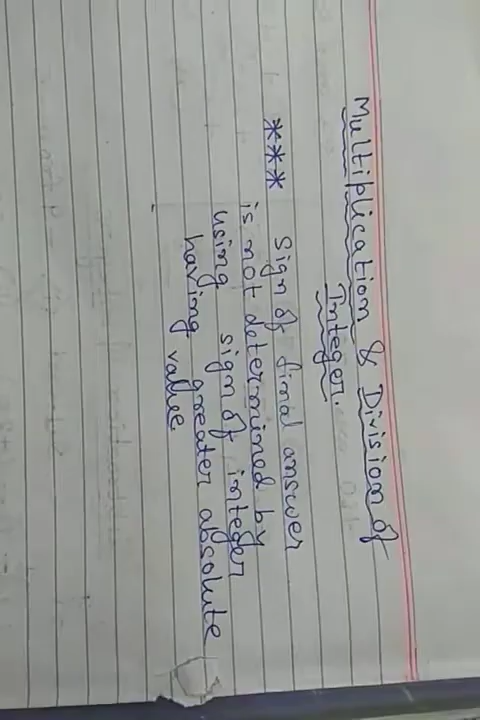 Multiplication & Division of
Integer.
*** Sign of final answer
is not determined by
using sign of integer
having greater absolute
value